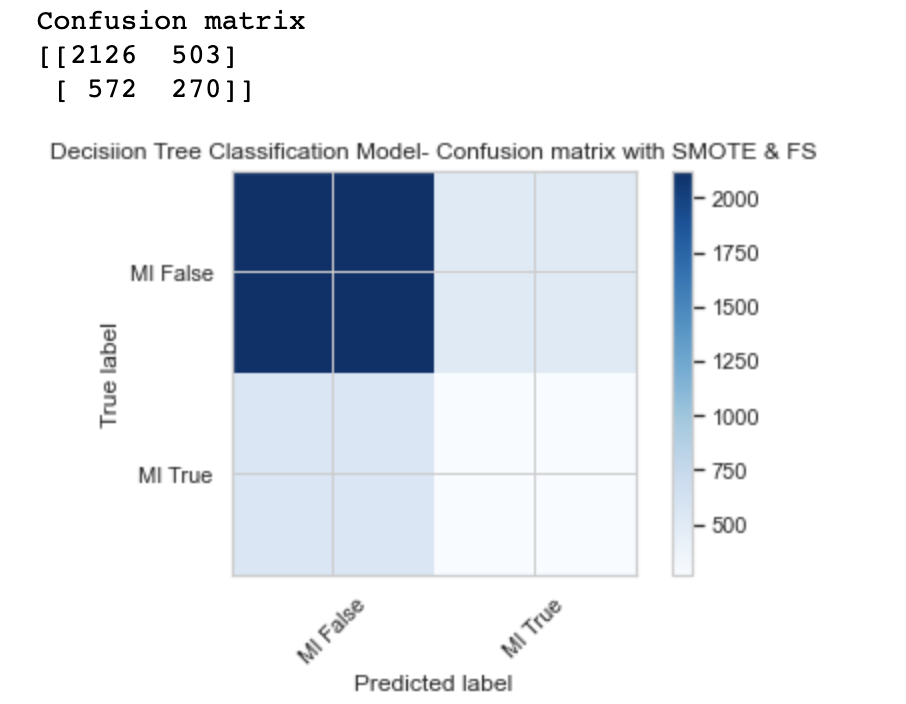 Confusion matrix
[[2126 503]
[ 572 270]]
Decisiion Tree Classification Model- Confusion matrix with SMOTE & FS
2000
1750
1500
1250
1000
750
500
MI False
MI True
True label
MI False
MI True
Predicted label